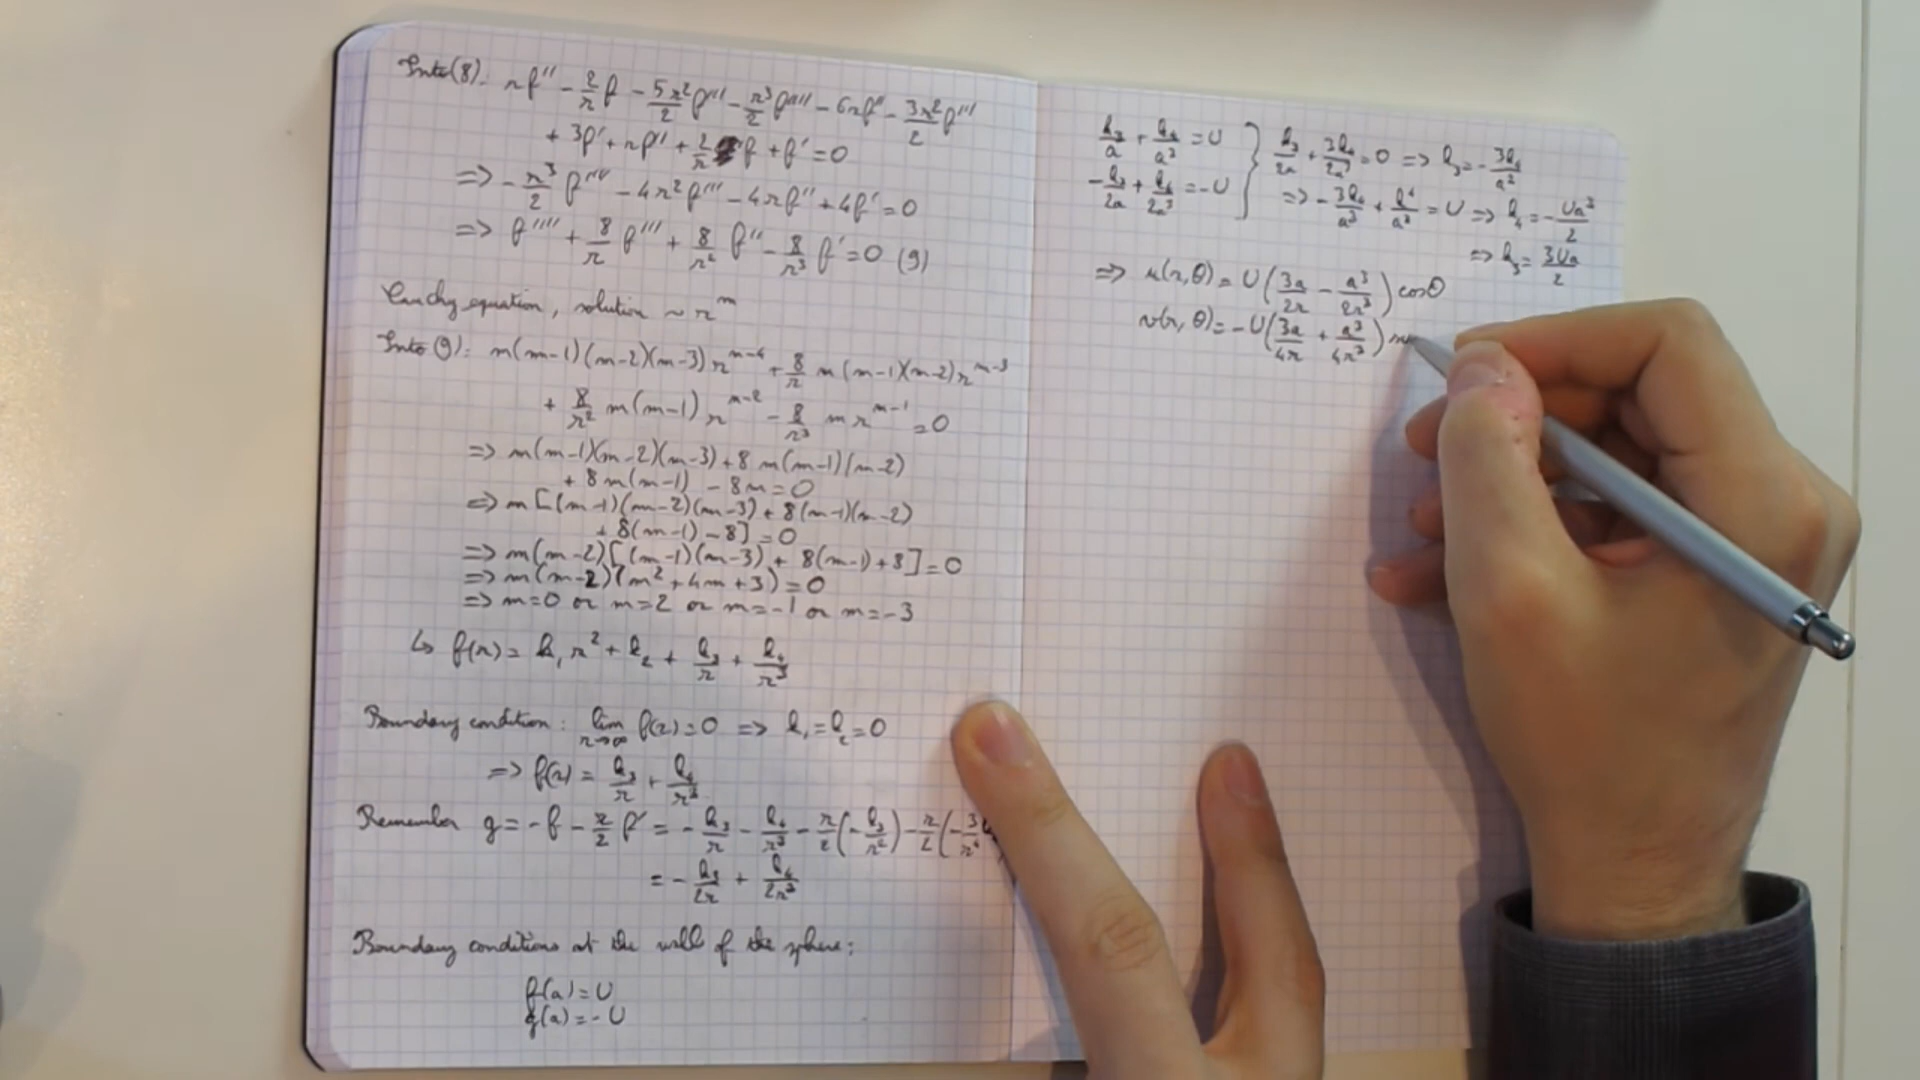 Into (8): rf'' - 2/r f - 5r²/2 f''' - r³/2 f'''' - 6rf'' - 3r²/2 f'''
+ 3f' + rf'' + 2/r f + f' = 0
=> - r³/2 f'''' - 4r² f''' - 4rf'' + 4f' = 0
=> f'''' + 8/r f''' + 8/r² f'' - 8/r³ f' = 0 (9)
Cauchy equation, solution ~ r^m
Into (9): m(m-1)(m-2)(m-3) r^(m-4) + 8/r m(m-1)(m-2) r^(m-3)
+ 8/r² m(m-1) r^(m-2) - 8/r³ m r^(m-1) = 0
=> m(m-1)(m-2)(m-3) + 8m(m-1)(m-2)
+ 8m(m-1) - 8m = 0
=> m[(m-1)(m-2)(m-3) + 8(m-1)(m-2)
+ 8(m-1) - 8] = 0
=> m(m-2)[(m-1)(m-3) + 8(m-1) + 8] = 0
=> m(m-2)(m² + 4m + 3) = 0
=> m=0 or m=2 or m=-1 or m=-3
↳ f(r) = k₁r² + k₂ + k₃/r + k₄/r³
Boundary condition: lim r→∞ f(r) = 0 => k₁ = k₂ = 0
=> f(r) = k₃/r + k₄/r³
Remember g = -f - r/2 f' = - k₃/r - k₄/r³ - r/2 (- k₃/r²) - r/2 (- 3
= - k₃/2r + k₄/2r³
Boundary conditions at the wall of the sphere:
f(a) = U
g(a) = -U
k₃/a + k₄/a³ = U
- k₃/2a + k₄/2a³ = -U
} k₃/2a + 3k₄/2a³ = 0 => k₃ = - 3k₄/a²
=> - 3k₄/a³ + k₄/a³ = U => k₄ = - Ua³/2
=> k₃ = 3Ua/2
=> u(r,θ) = U(3a/2r - a³/2r³) cosθ
v(r,θ) = -U(3a/4r + a³/4r³)